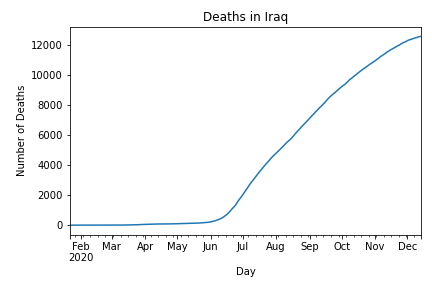 Deaths in Iraq
Number of Deaths
12000
10000
8000
6000
4000
2000
0
Feb Mar Apr May Jun Jul Aug Sep Oct Nov Dec
2020
Day